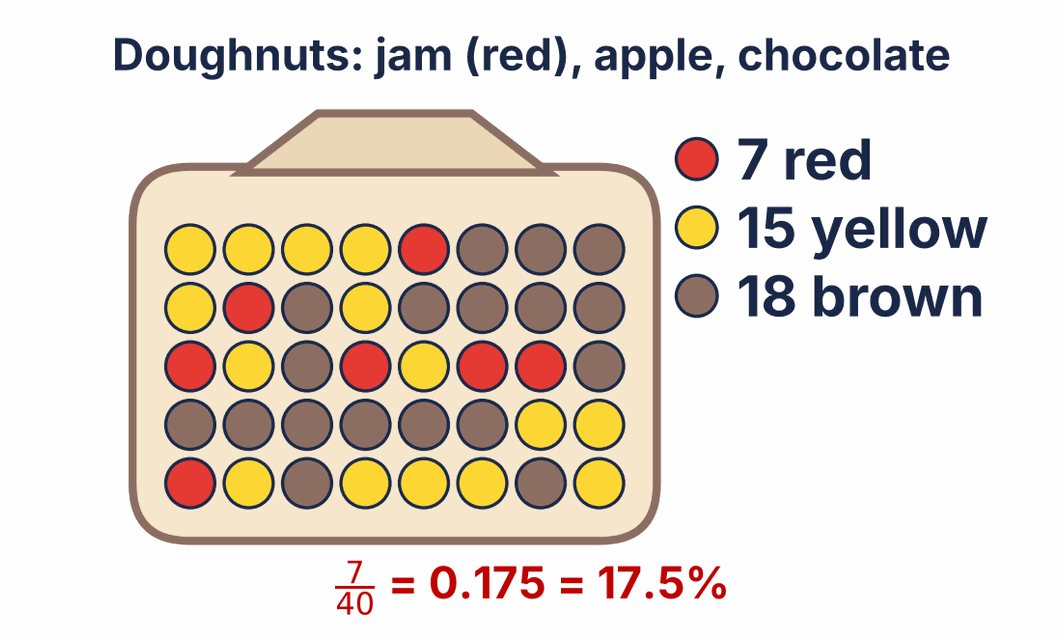 Doughnuts: jam (red), apple, chocolate
7 red
15 yellow
18 brown
7/40 = 0.175 = 17.5%